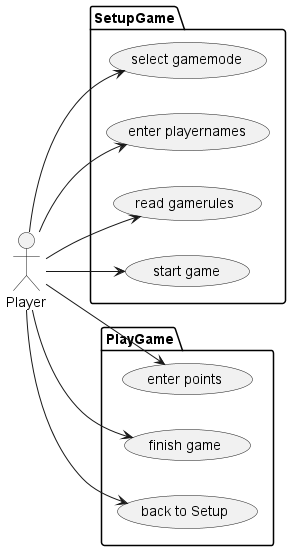 SetupGame
select gamemode
enter playernames
read gamerules
start game
Player
PlayGame
enter points
finish game
back to Setup